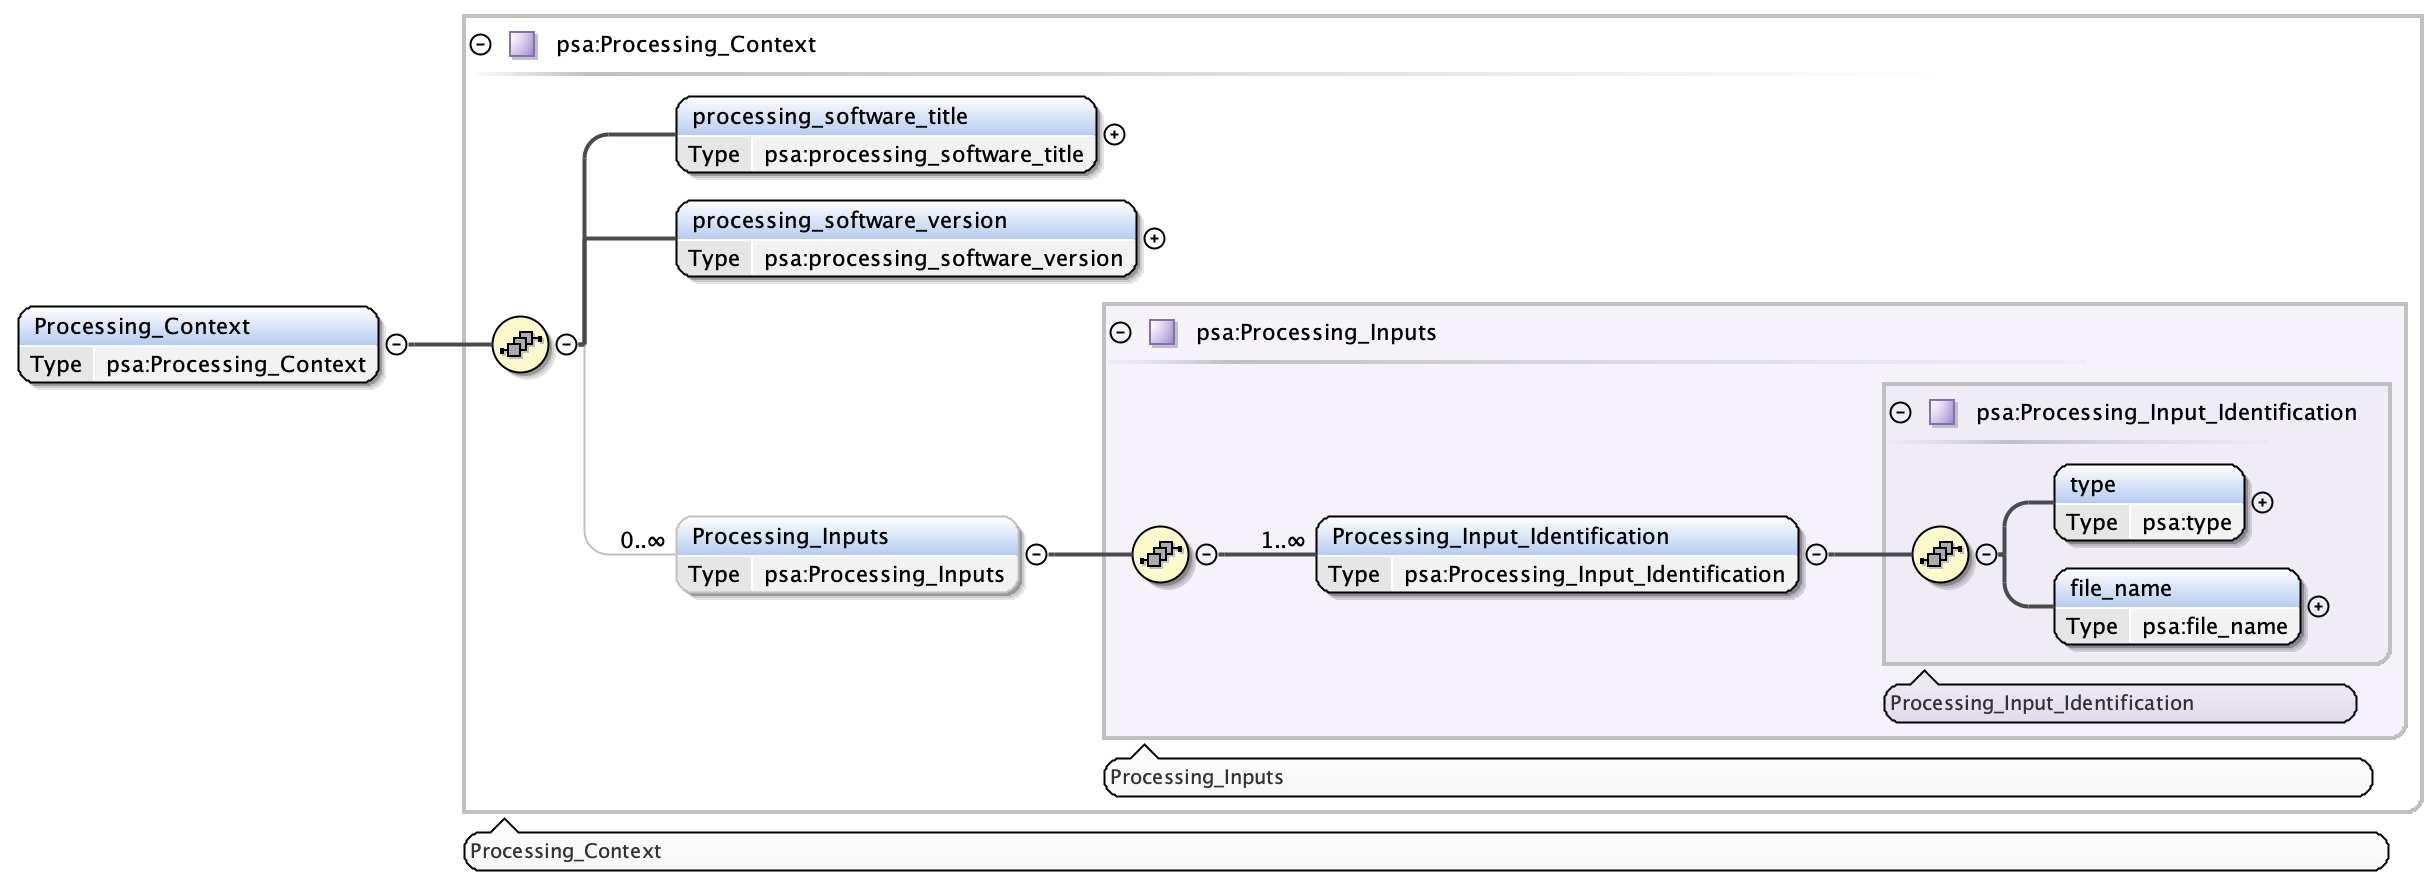 psa:Processing_Context
processing_software_title
Type psa:processing_software_title
processing_software_version
Type psa:processing_software_version
Processing_Context
Type psa:Processing_Context
psa:Processing_Inputs
psa:Processing_Input_Identification
type
Type psa:type
0..∞
Processing_Inputs
Type psa:Processing_Inputs
1..∞
Processing_Input_Identification
Type psa:Processing_Input_Identification
file_name
Type psa:file_name
Processing_Input_Identification
Processing_Inputs
Processing_Context